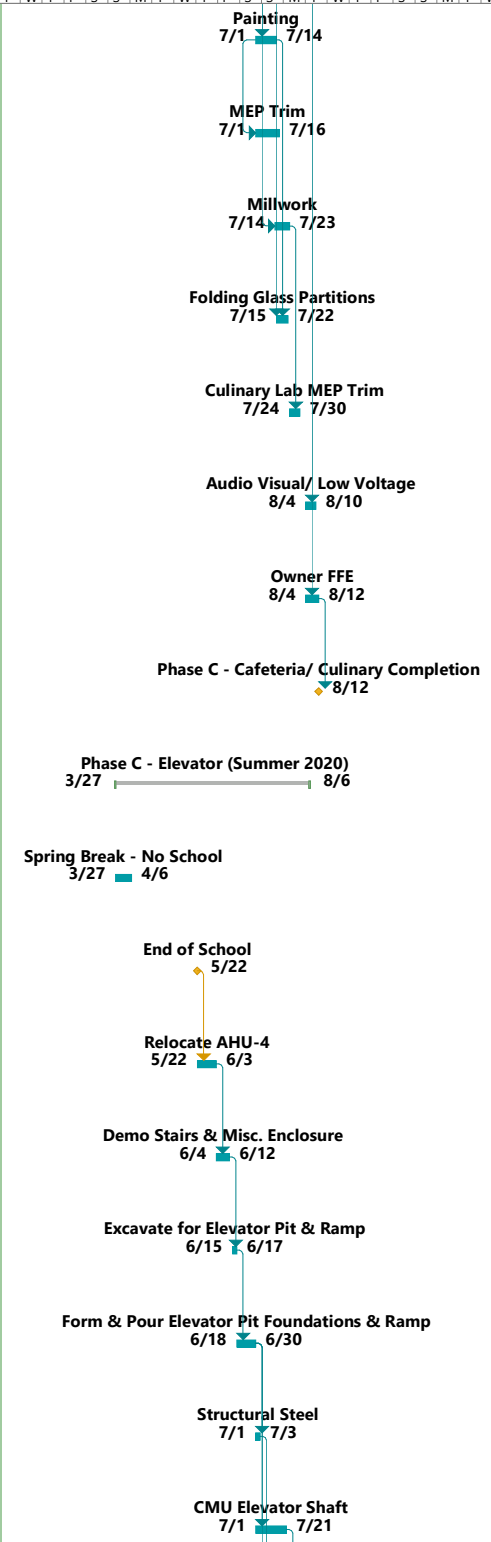 Painting
7/1 7/14
MEP Trim
7/1 7/16
Millwork
7/14 7/23
Folding Glass Partitions
7/15 7/22
Culinary Lab MEP Trim
7/24 7/30
Audio Visual/ Low Voltage
8/4 8/10
Owner FFE
8/4 8/12
Phase C - Cafeteria/ Culinary Completion
8/12
Phase C - Elevator (Summer 2020)
3/27 8/6
Spring Break - No School
3/27 4/6
End of School
5/22
Relocate AHU-4
5/22 6/3
Demo Stairs & Misc. Enclosure
6/4 6/12
Excavate for Elevator Pit & Ramp
6/15 6/17
Form & Pour Elevator Pit Foundations & Ramp
6/18 6/30
Structural Steel
7/1 7/3
CMU Elevator Shaft
7/1 7/21